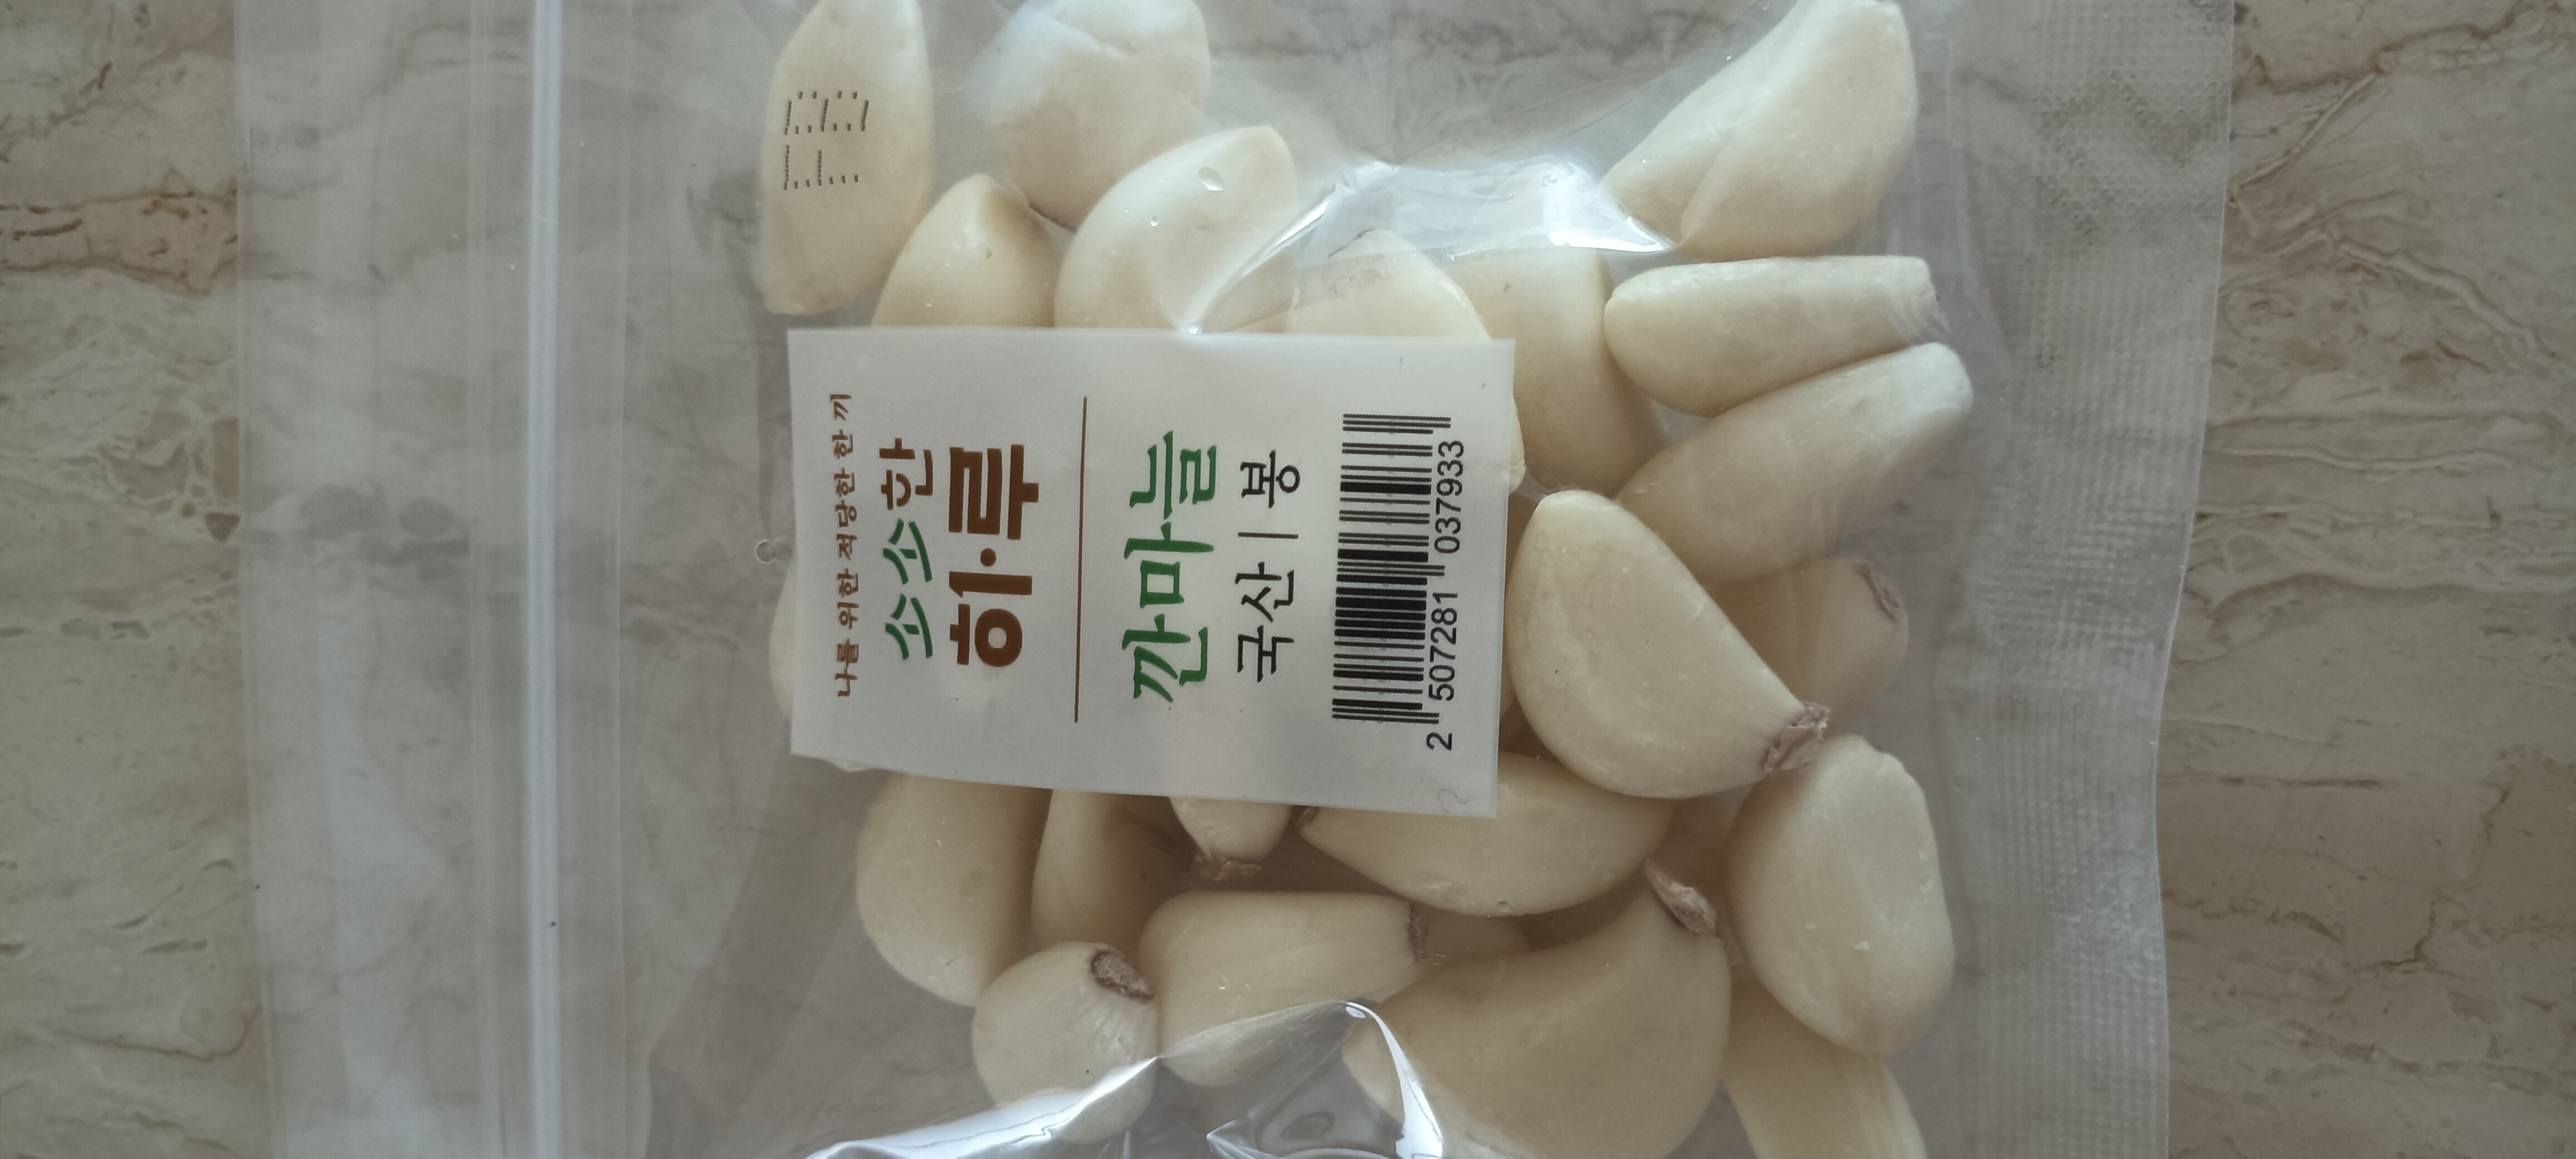 나를 위한 적당한 한 끼
소소한
하·루
깐마늘
국산 | 봉
2 507281 037933